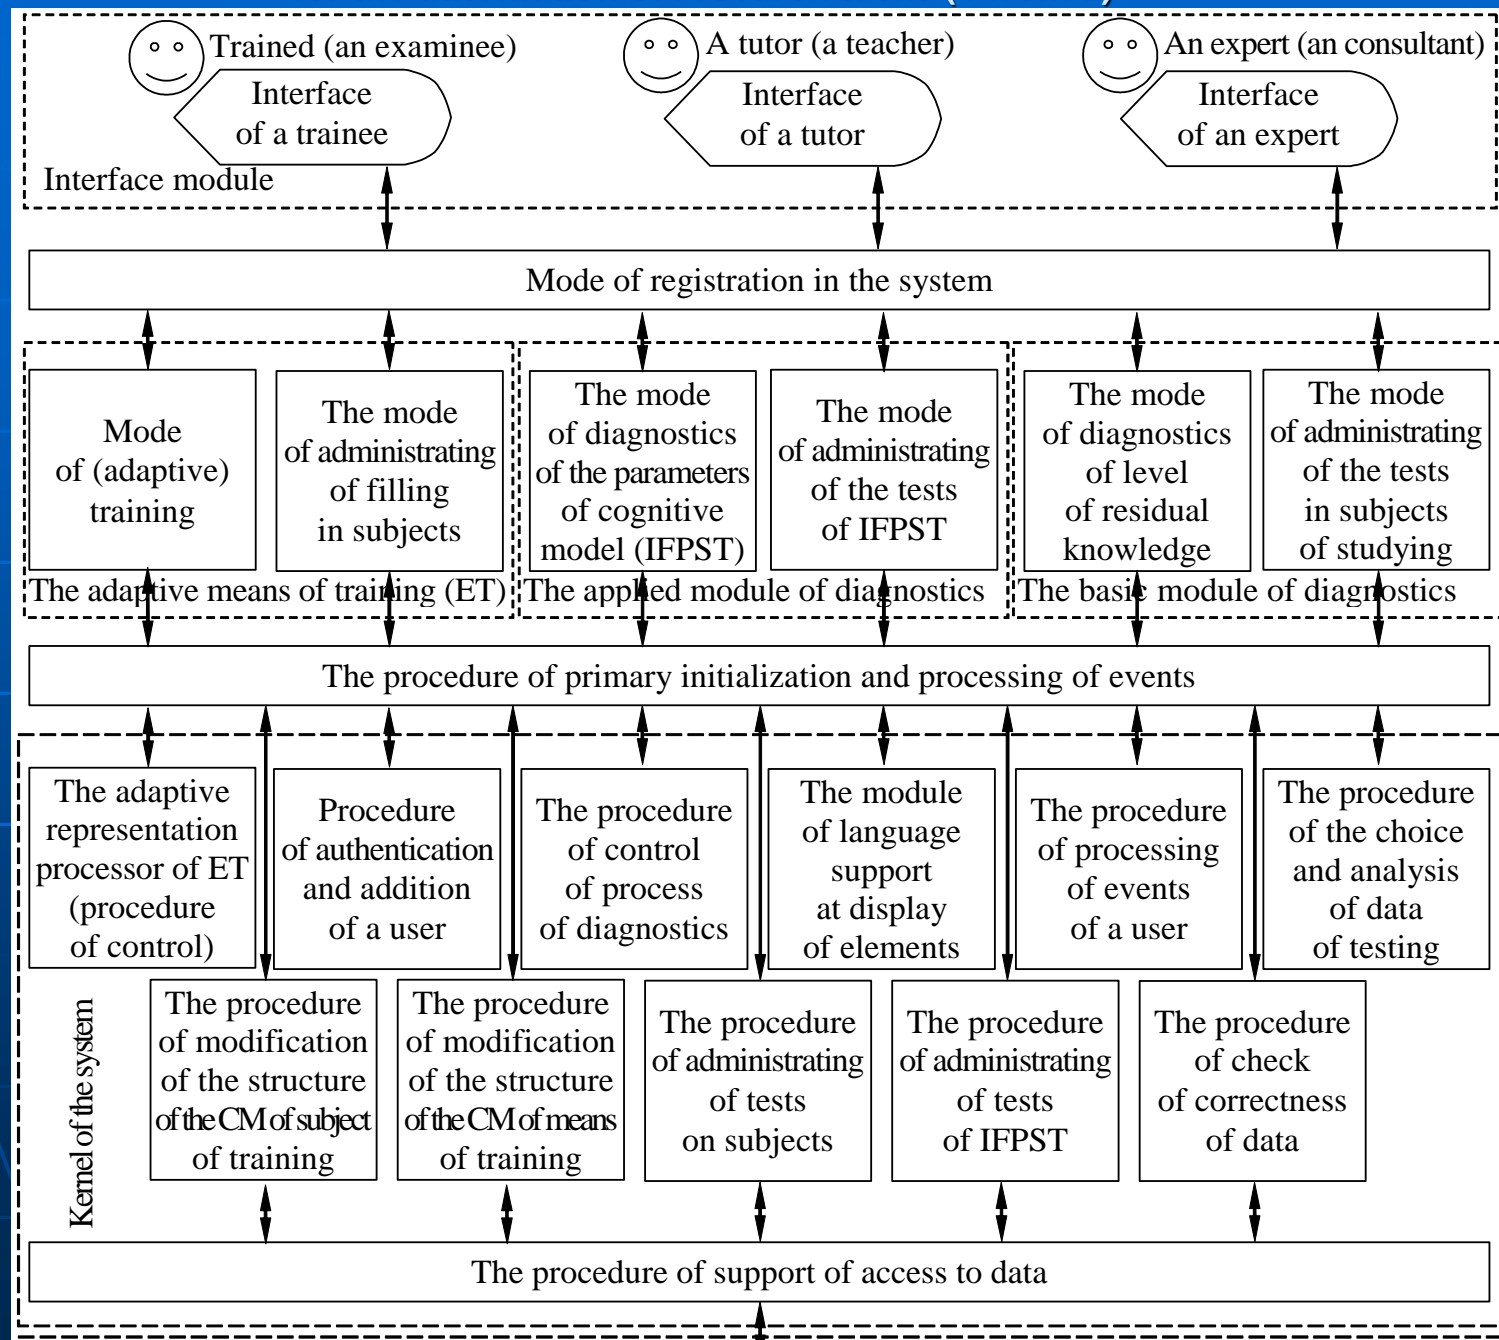 Trained (an examinee)
A tutor (a teacher)
An expert (an consultant)
Interface
of a trainee
Interface
of a tutor
Interface
of an expert
Interface module
Mode of registration in the system
Mode
of (adaptive)
training
The mode
of administrating
of filling
in subjects
The mode
of diagnostics
of the parameters
of cognitive
model (IFPST)
The mode
of administrating
of the tests
of IFPST
The mode
of diagnostics
of level
of residual
knowledge
The mode
of administrating
of the tests
in subjects
of studying
The adaptive means of training (ET)
The applied module of diagnostics
The basic module of diagnostics
The procedure of primary initialization and processing of events
The adaptive
representation
processor of ET
(procedure
of control)
Procedure
of authentication
and addition
of a user
The procedure
of control
of process
of diagnostics
The module
of language
support
at display
of elements
The procedure
of processing
of events
of a user
The procedure
of the choice
and analysis
of data
of testing
Kernel of the system
The procedure
of modification
of the structure
of the CM of subject
of training
The procedure
of modification
of the structure
of the CM of means
of training
The procedure
of administrating
of tests
on subjects
The procedure
of administrating
of tests
of IFPST
The procedure
of check
of correctness
of data
The procedure of support of access to data